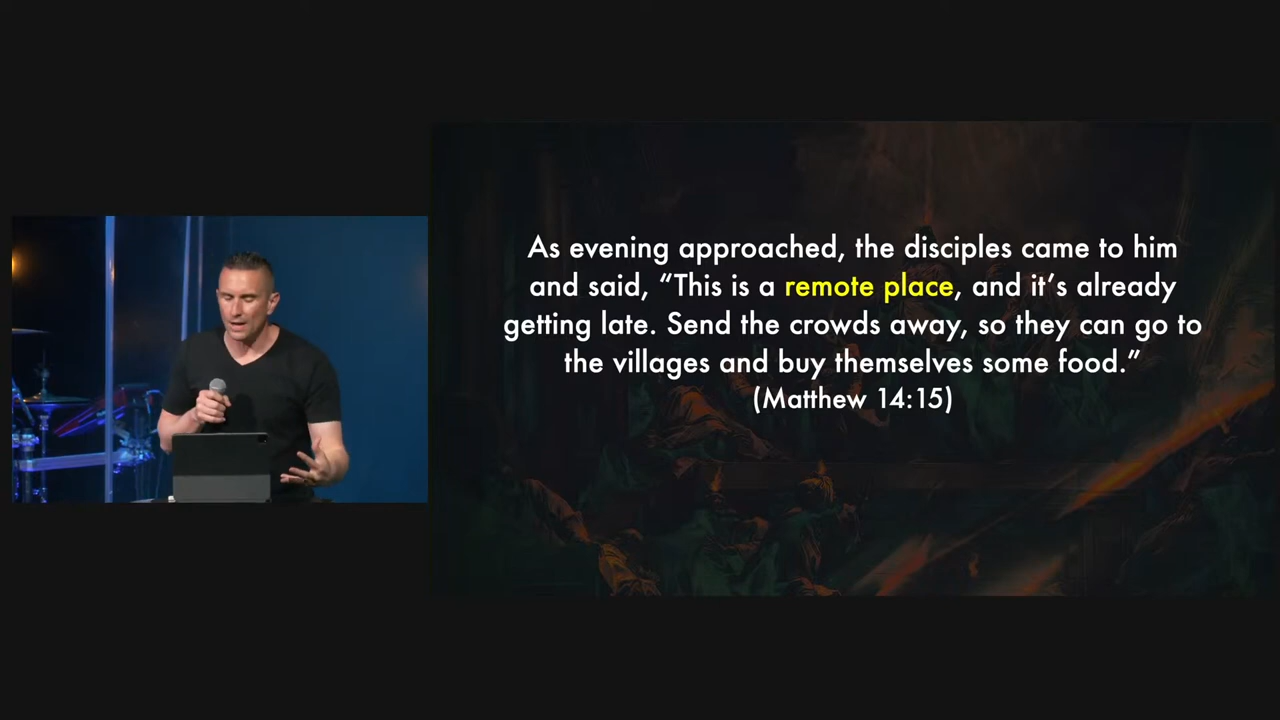 As evening approached, the disciples came to him
and said, “This is a remote place, and it’s already
getting late. Send the crowds away, so they can go to
the villages and buy themselves some food.”
(Matthew 14:15)